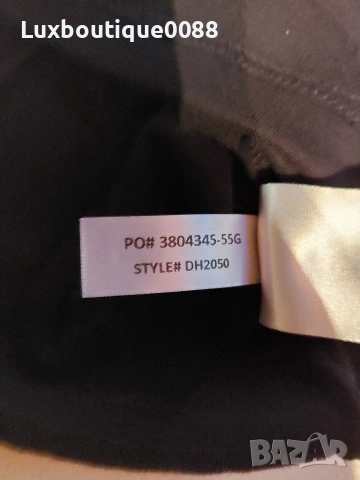 Luxboutique0088
PO# 3804345-55G
STYLE# DH2050
BAZAR